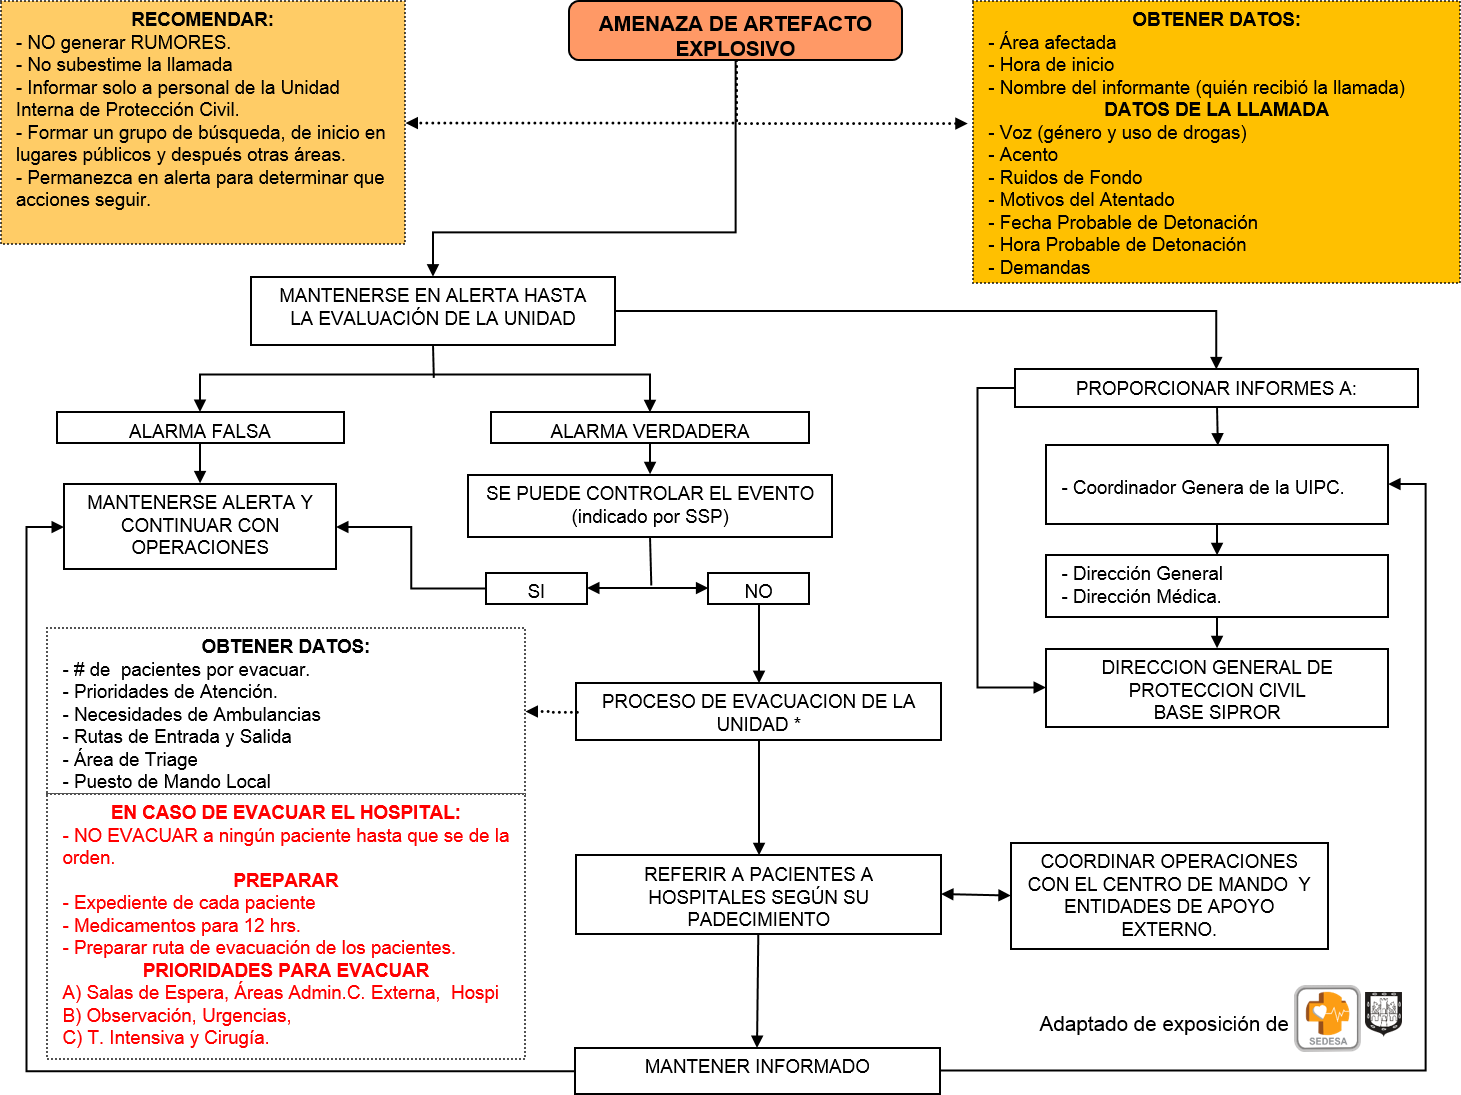 RECOMENDAR:
- NO generar RUMORES.
- No subestime la llamada
- Informar solo a personal de la Unidad
Interna de Protección Civil.
- Formar un grupo de búsqueda, de inicio en
lugares públicos y después otras áreas.
- Permanezca en alerta para determinar que
acciones seguir.
AMENAZA DE ARTEFACTO
EXPLOSIVO
OBTENER DATOS:
- Área afectada
- Hora de inicio
- Nombre del informante (quién recibió la llamada)
DATOS DE LA LLAMADA
- Voz (género y uso de drogas)
- Acento
- Ruidos de Fondo
- Motivos del Atentado
- Fecha Probable de Detonación
- Hora Probable de Detonación
- Demandas
MANTENERSE EN ALERTA HASTA
LA EVALUACIÓN DE LA UNIDAD
ALARMA FALSA
ALARMA VERDADERA
MANTENERSE ALERTA Y
CONTINUAR CON
OPERACIONES
SE PUEDE CONTROLAR EL EVENTO
(indicado por SSP)
SI
NO
PROPORCIONAR INFORMES A:
- Coordinador Genera de la UIPC.
- Dirección General
- Dirección Médica.
DIRECCION GENERAL DE
PROTECCION CIVIL
BASE SIPROR
OBTENER DATOS:
- # de  pacientes por evacuar.
- Prioridades de Atención.
- Necesidades de Ambulancias
- Rutas de Entrada y Salida
- Área de Triage
- Puesto de Mando Local
EN CASO DE EVACUAR EL HOSPITAL:
- NO EVACUAR a ningún paciente hasta que se de la
orden.
PREPARAR
- Expediente de cada paciente
- Medicamentos para 12 hrs.
- Preparar ruta de evacuación de los pacientes.
PRIORIDADES PARA EVACUAR
A) Salas de Espera, Áreas Admin.C. Externa,  Hospi
B) Observación, Urgencias,
C) T. Intensiva y Cirugía.
PROCESO DE EVACUACION DE LA
UNIDAD *
REFERIR A PACIENTES A
HOSPITALES SEGÚN SU
PADECIMIENTO
COORDINAR OPERACIONES
CON EL CENTRO DE MANDO  Y
ENTIDADES DE APOYO
EXTERNO.
MANTENER INFORMADO
Adaptado de exposición de
SEDESA